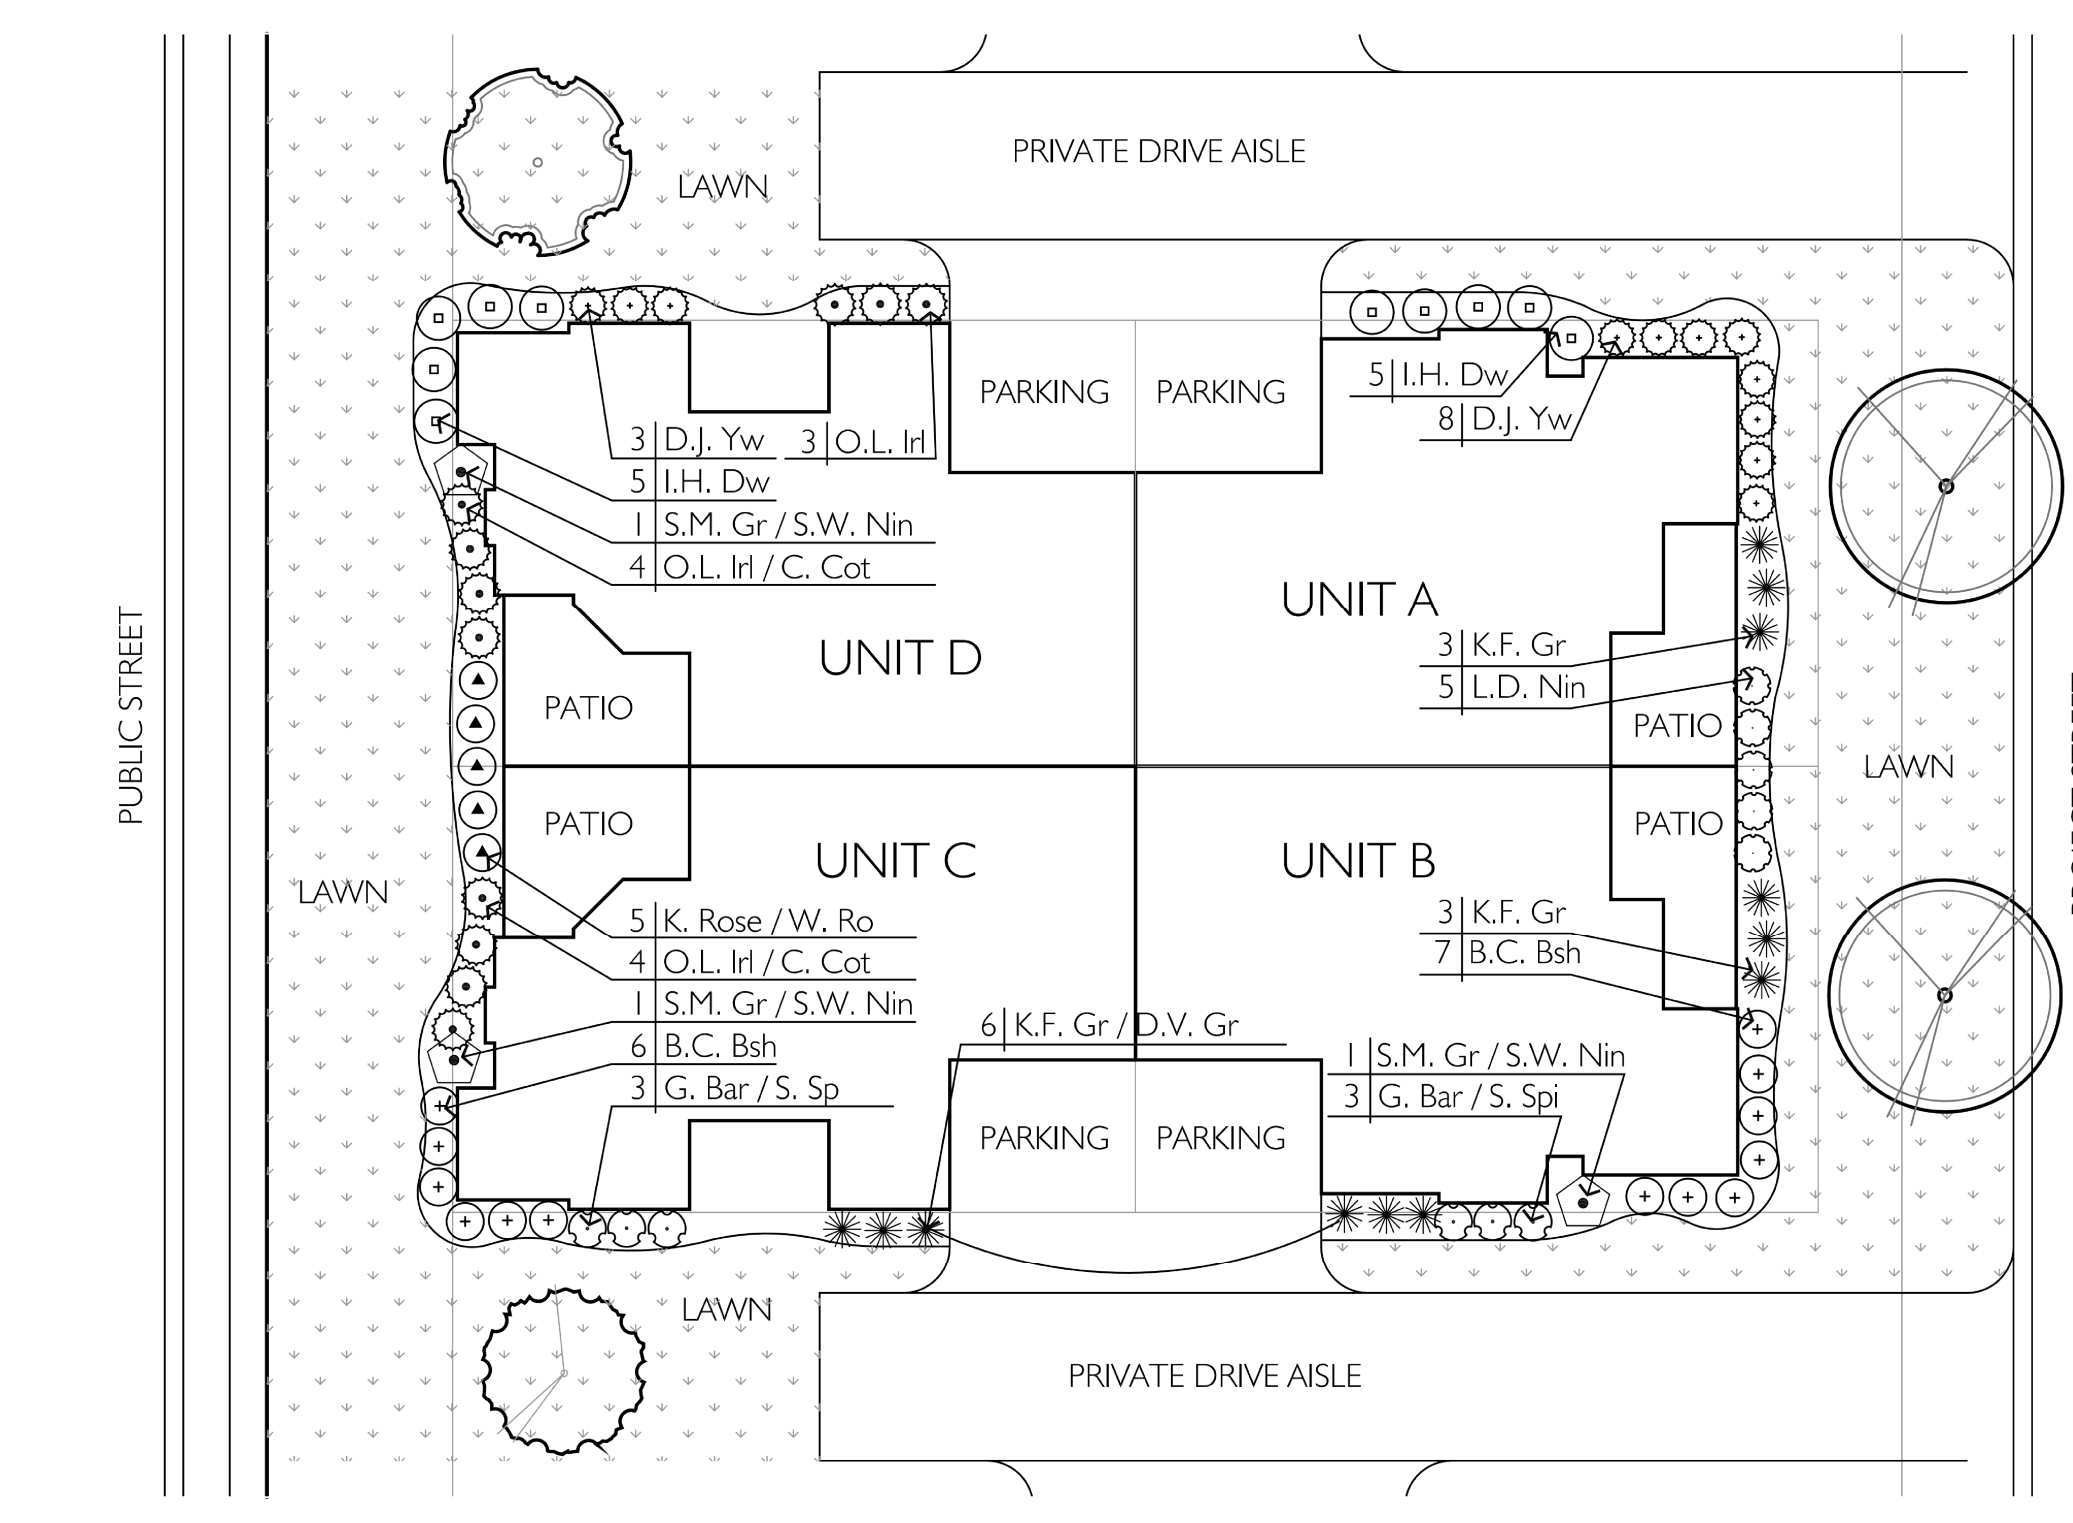 PRIVATE DRIVE AISLE
LAWN
PARKING
PARKING
5 I.H. Dw
8 D.J. Yw
3 D.J. Yw
3 O.L. Irl
5 I.H. Dw
1 S.M. Gr / S.W. Nin
4 O.L. Irl / C. Cot
UNIT A
UNIT D
3 K.F. Gr
5 L.D. Nin
PUBLIC STREET
PATIO
PATIO
LAWN
PATIO
PATIO
UNIT C
UNIT B
LAWN
5 K. Rose / W. Ro
4 O.L. Irl / C. Cot
1 S.M. Gr / S.W. Nin
6 B.C. Bsh
3 G. Bar / S. Sp
3 K.F. Gr
7 B.C. Bsh
6 K.F. Gr / D.V. Gr
1 S.M. Gr / S.W. Nin
3 G. Bar / S. Spi
PARKING
PARKING
LAWN
PRIVATE DRIVE AISLE